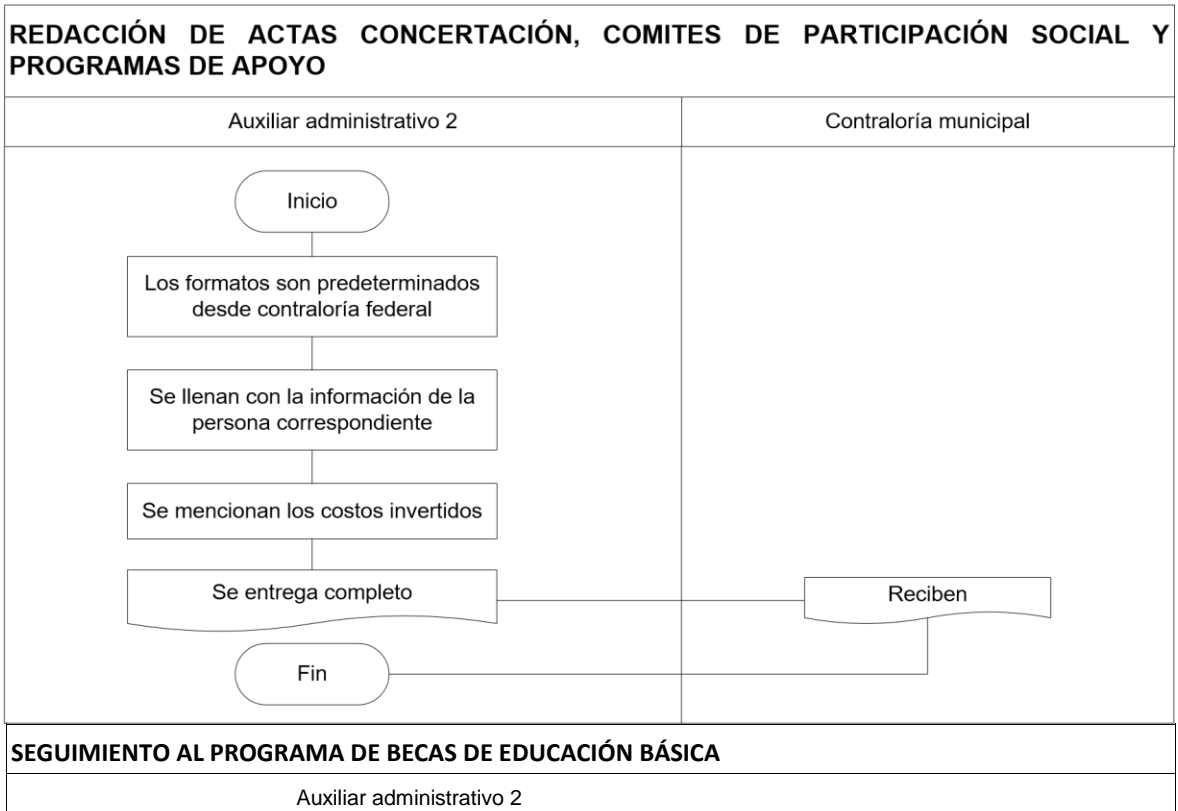 REDACCIÓN DE ACTAS CONCERTACIÓN, COMITES DE PARTICIPACIÓN SOCIAL Y
PROGRAMAS DE APOYO
Auxiliar administrativo 2
Contraloría municipal
Inicio
Los formatos son predeterminados
desde contraloría federal
Se llenan con la información de la
persona correspondiente
Se mencionan los costos invertidos
Se entrega completo
Reciben
Fin
SEGUIMIENTO AL PROGRAMA DE BECAS DE EDUCACIÓN BÁSICA
Auxiliar administrativo 2